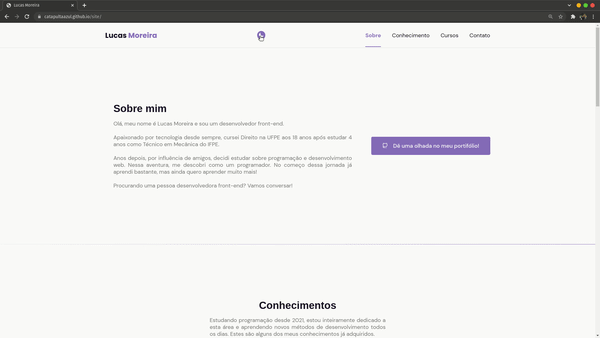 Lucas Moreira
catapultaazul.github.io/site/
Lucas Moreira
Sobre
Conhecimento
Cursos
Contato
Sobre mim
Olá, meu nome é Lucas Moreira e sou um desenvolvedor front-end.
Apaixonado por tecnologia desde sempre, cursei Direito na UFPE aos 18 anos após estudar 4
anos como Técnico em Mecânica do IFPE.
Anos depois, por influência de amigos, decidi estudar sobre programação e desenvolvimento
web. Nessa aventura, me descobri como um programador. No começo dessa jornada já
aprendi bastante, mas ainda quero aprender muito mais!
Procurando uma pessoa desenvolvedora front-end? Vamos conversar!
Dê uma olhada no meu portifólio!
Conhecimentos
Estudando programação desde 2021, estou inteiramente dedicado a
esta área e aprendendo novos métodos de desenvolvimento todos
os dias. Estes são alguns dos meus conhecimentos já adquiridos.